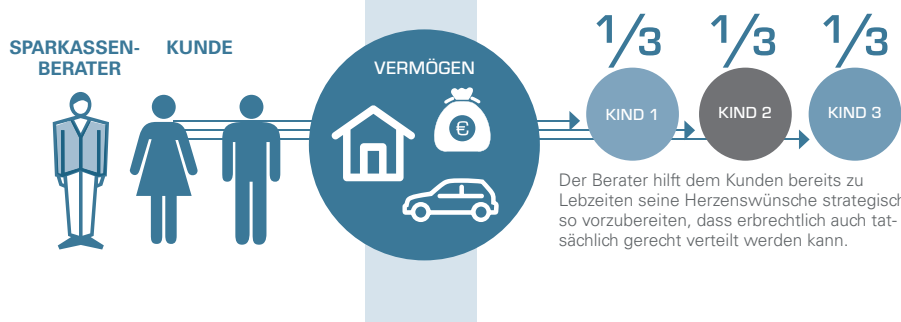 SPARKASSEN-
BERATER
KUNDE
VERMÖGEN
€
1/3
1/3
1/3
KIND 1
KIND 2
KIND 3
Der Berater hilft dem Kunden bereits zu
Lebzeiten seine Herzenswünsche strategisch
so vorzubereiten, dass erbrechtlich auch tat-
sächlich gerecht verteilt werden kann.